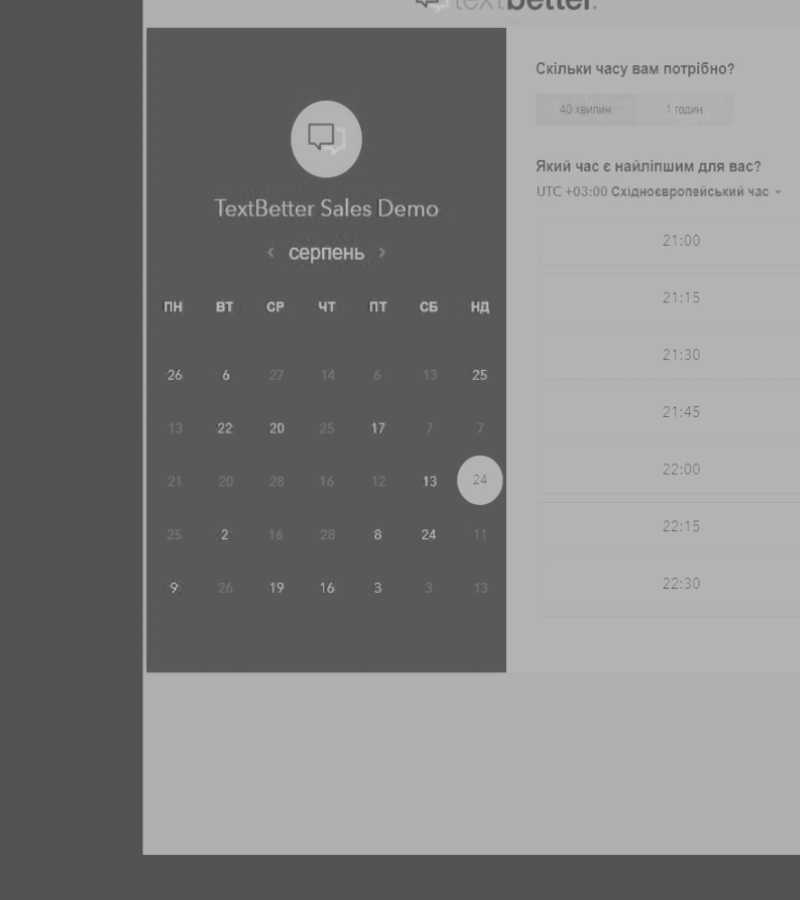 textbetter.
TextBetter Sales Demo
‹ серпень ›
ПН ВТ СР ЧТ ПТ СБ НД
26 6 27 14 6 13 25
13 22 20 25 17 7 7
21 20 28 16 12 13 24
25 2 16 28 8 24 11
9 26 19 16 3 3 13
Скільки часу вам потрібно?
40 хвилин 1 годин
Який час є найліпшим для вас?
UTC +03:00 Східноєвропейський час
21:00
21:15
21:30
21:45
22:00
22:15
22:30